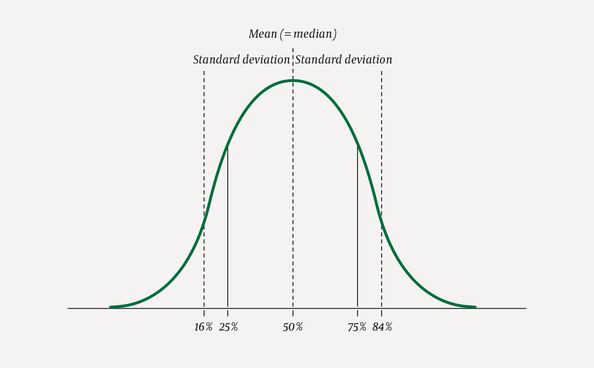 Mean (= median)
Standard deviation Standard deviation
16% 25% 50% 75% 84%